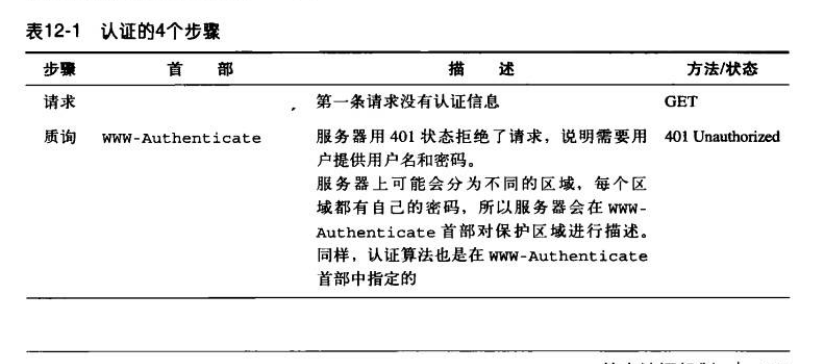 表12-1 认证的4个步骤
步骤 首 部 描 述 方法/状态
请求 第一条请求没有认证信息 GET
质询 WWW-Authenticate 服务器用 401 状态拒绝了请求，说明需要用 401 Unauthorized
户提供用户名和密码。
服务器上可能会分为不同的区域，每个区
域都有自己的密码，所以服务器会在 WWW-
Authenticate 首部对保护区域进行描述。
同样，认证算法也是在 WWW-Authenticate
首部中指定的